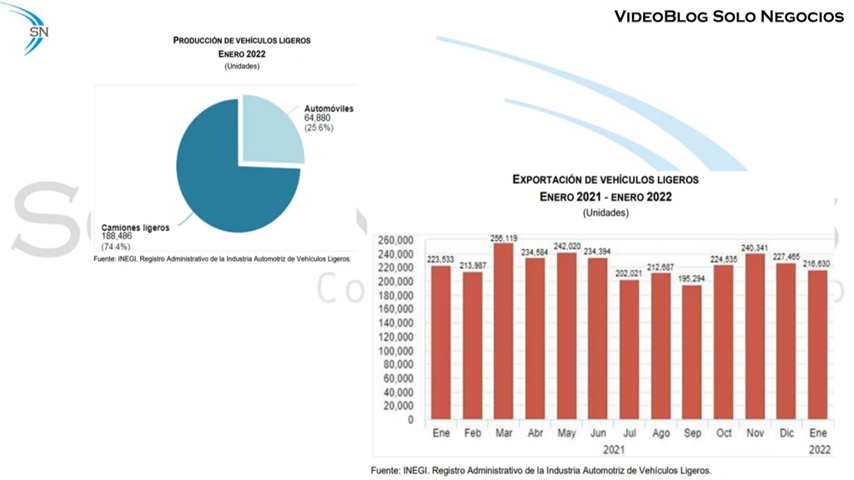 SN
VIDEOBLOG SOLO NEGOCIOS
PRODUCCIÓN DE VEHÍCULOS LIGEROS
ENERO 2022
(Unidades)
Automóviles
64,880
(25.6%)
Camiones ligeros
188,486
(74.4%)
Fuente: INEGI. Registro Administrativo de la Industria Automotriz de Vehículos Ligeros.
EXPORTACIÓN DE VEHÍCULOS LIGEROS
ENERO 2021 - ENERO 2022
(Unidades)
260,000
240,000
220,000
200,000
180,000
160,000
140,000
120,000
100,000
80,000
60,000
40,000
20,000
0
223,533 213,987 256,119 234,584 242,020 234,394 202,021 212,687 195,294 224,535 240,341 227,465 216,630
Ene Feb Mar Abr May Jun Jul Ago Sep Oct Nov Dic Ene
2021 2022
Fuente: INEGI. Registro Administrativo de la Industria Automotriz de Vehículos Ligeros.